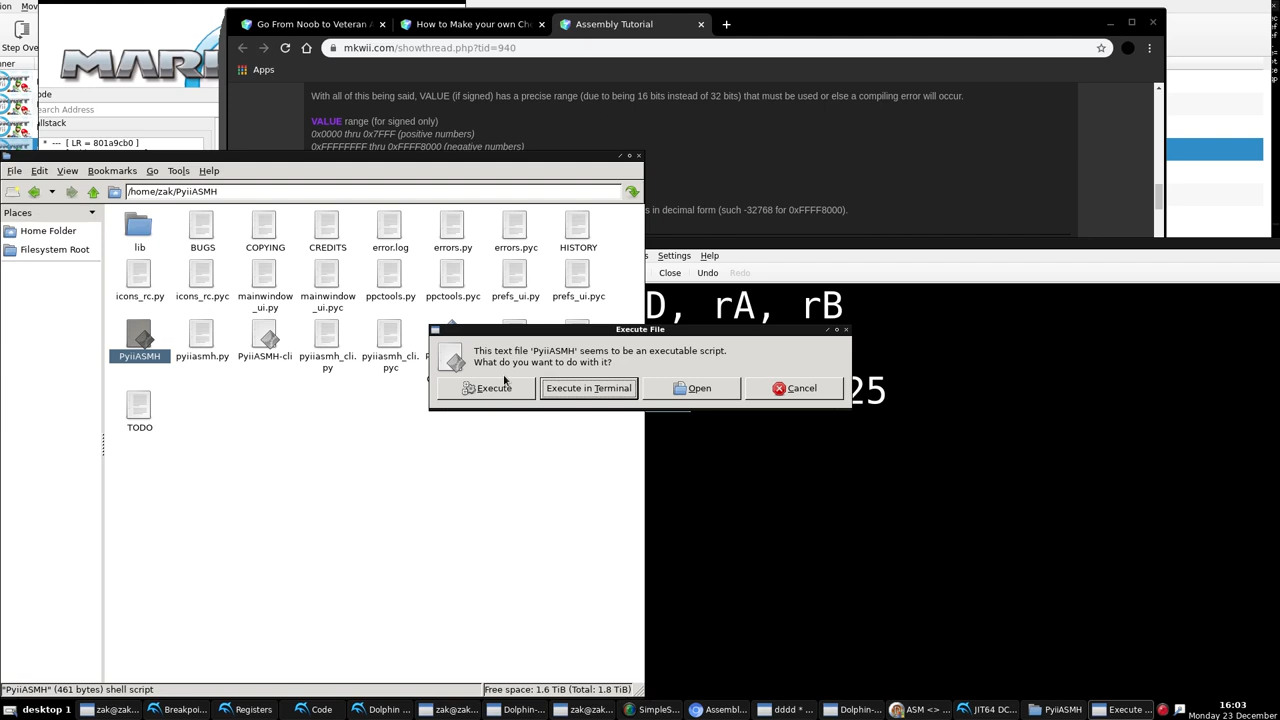 tion
Mov
Step Ove
nner
MAR
ode
Search Address
llstack
* --- [ LR = 801a9cb0 ]
Go From Noob to Veteran A
How to Make your own Ch
Assembly Tutorial
mkwii.com/showthread.php?tid=940
Apps
With all of this being said, VALUE (if signed) has a precise range (due to being 16 bits instead of 32 bits) that must be used or else a compiling error will occur.
VALUE range (for signed only)
0x0000 thru 0x7FFF (positive numbers)
0xFFFFFFFF thru 0xFFFF8000 (negative numbers)
s in decimal form (such -32768 for 0xFFFF8000).
File Edit View Bookmarks Go Tools Help
/home/zak/PyiiASMH
Places
Home Folder
Filesystem Root
lib BUGS COPYING CREDITS error.log errors.py errors.pyc HISTORY
icons_rc.py icons_rc.pyc mainwindow_ui.py mainwindow_ui.pyc ppctools.py ppctools.pyc prefs_ui.py prefs_ui.pyc
PyiiASMH pyiiasmh.py PyiiASMH-cli pyiiasmh_cli.py pyiiasmh_cli.pyc
TODO
s Settings Help
Close Undo Redo
D, rA, rB
25
Execute File
This text file 'PyiiASMH' seems to be an executable script.
What do you want to do with it?
Execute Execute in Terminal Open Cancel
"PyiiASMH" (461 bytes) shell script
Free space: 1.6 TiB (Total: 1.8 TiB)
desktop 1 zak@zak... Breakpoi... Registers Code Dolphin ... zak@zak... Dolphin-... zak@zak... SimpleS... Assembl... dddd • ... Dolphin-... ASM <> ... JIT64 DC... PyiiASMH Execute ...
16:03
Monday 23 December